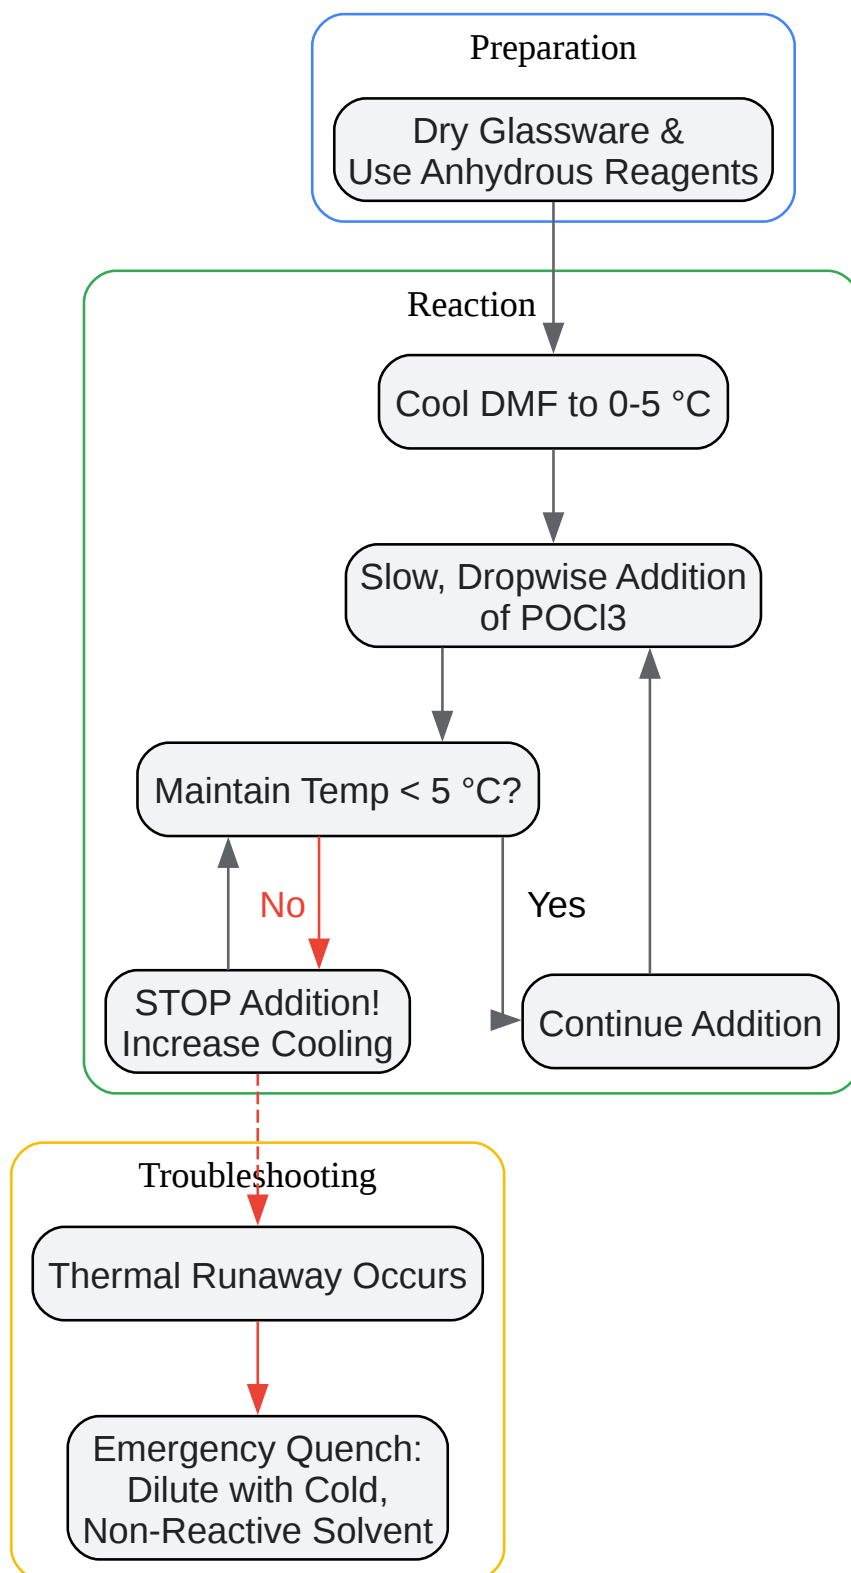 Preparation
Dry Glassware &
Use Anhydrous Reagents
Reaction
Cool DMF to 0-5 °C
Slow, Dropwise Addition
of POCl3
Maintain Temp < 5 °C?
No
Yes
STOP Addition!
Increase Cooling
Continue Addition
Troubleshooting
Thermal Runaway Occurs
Emergency Quench:
Dilute with Cold,
Non-Reactive Solvent